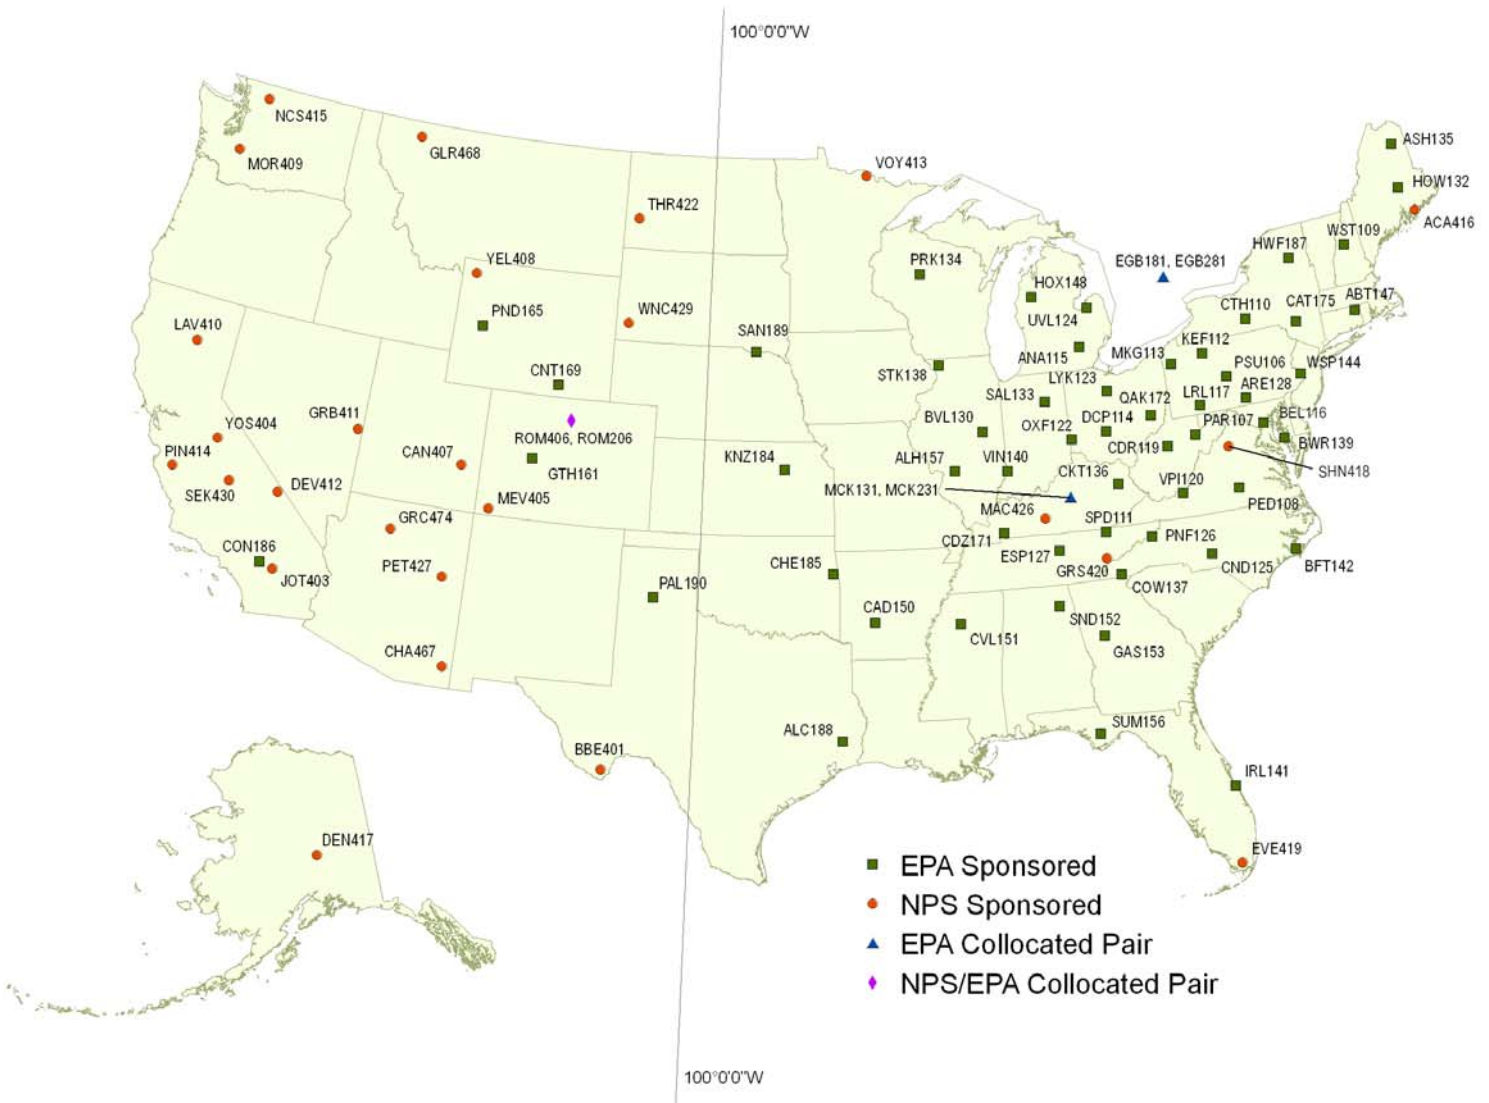 100°0'0"W
NCS415
MOR409
GLR468
VOY413
ASH135
HOW132
ACA416
THR422
WST109
HWF187
YEL408
PRK134
EGB181, EGB281
HOX148
PND165
WNC429
LAV410
SAN189
UVL124
CTH110
CAT175
ABT147
KEF112
MKG113
ANA115
PSU106
WSP144
CNT169
STK138
LYK123
ARE128
SAL133
QAK172
LRL117
GRB411
YOS404
BVL130
DCP114
PAR107
BEL116
OXF122
ROM406, ROM206
BWR139
CDR119
PIN414
CAN407
KNZ184
ALH157
VIN140
CKT136
SHN418
GTH161
VPI120
SEK430
DEV412
MCK131, MCK231
MEV405
PED108
MAC426
GRC474
SPD111
PNF126
CDZ171
CON186
ESP127
PET427
CHE185
GRS420
CND125
BFT142
JOT403
PAL190
COW137
CAD150
SND152
CVL151
GAS153
CHA467
SUM156
ALC188
BBE401
IRL141
DEN417
EVE419
EPA Sponsored
NPS Sponsored
EPA Collocated Pair
NPS/EPA Collocated Pair
100°0'0"W